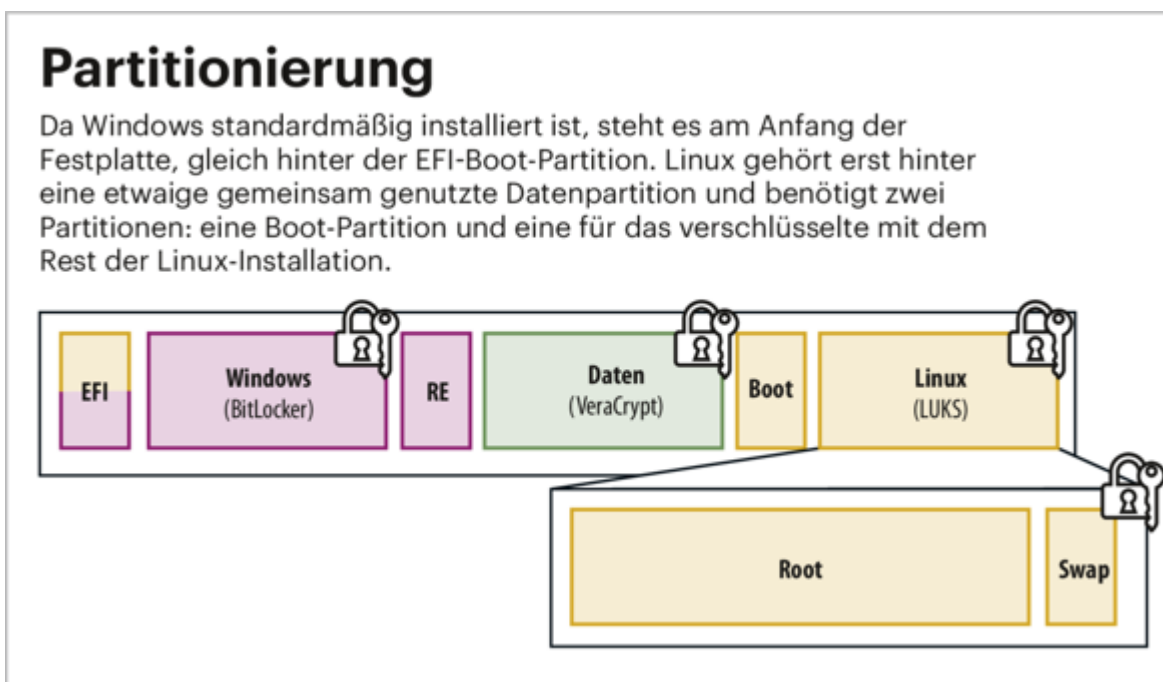 Partitionierung
Da Windows standardmäßig installiert ist, steht es am Anfang der
Festplatte, gleich hinter der EFI-Boot-Partition. Linux gehört erst hinter
eine etwaige gemeinsam genutzte Datenpartition und benötigt zwei
Partitionen: eine Boot-Partition und eine für das verschlüsselte mit dem
Rest der Linux-Installation.
EFI
Windows
(BitLocker)
RE
Daten
(VeraCrypt)
Boot
Linux
(LUKS)
Root
Swap